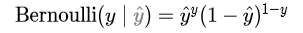 Bernoulli(y | ŷ) = ŷ^y(1 − ŷ)^{1−y}